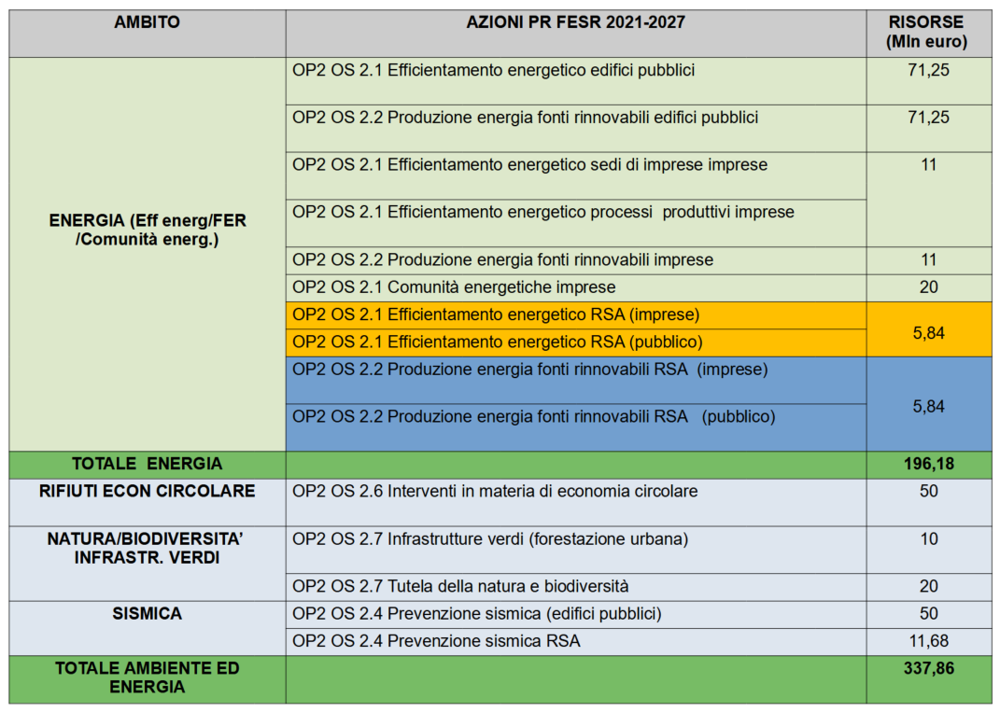 AMBITO
AZIONI PR FESR 2021-2027
RISORSE
(Mln euro)
ENERGIA (Eff energ/FER
/Comunità energ.)
OP2 OS 2.1 Efficientamento energetico edifici pubblici
71,25
OP2 OS 2.2 Produzione energia fonti rinnovabili edifici pubblici
71,25
OP2 OS 2.1 Efficientamento energetico sedi di imprese imprese
11
OP2 OS 2.1 Efficientamento energetico processi  produttivi imprese
OP2 OS 2.2 Produzione energia fonti rinnovabili imprese
11
OP2 OS 2.1 Comunità energetiche imprese
20
OP2 OS 2.1 Efficientamento energetico RSA (imprese)
5,84
OP2 OS 2.1 Efficientamento energetico RSA (pubblico)
OP2 OS 2.2 Produzione energia fonti rinnovabili RSA  (imprese)
5,84
OP2 OS 2.2 Produzione energia fonti rinnovabili RSA   (pubblico)
TOTALE  ENERGIA
196,18
RIFIUTI ECON CIRCOLARE
OP2 OS 2.6 Interventi in materia di economia circolare
50
NATURA/BIODIVERSITA’
INFRASTR. VERDI
OP2 OS 2.7 Infrastrutture verdi (forestazione urbana)
10
OP2 OS 2.7 Tutela della natura e biodiversità
20
SISMICA
OP2 OS 2.4 Prevenzione sismica (edifici pubblici)
50
OP2 OS 2.4 Prevenzione sismica RSA
11,68
TOTALE AMBIENTE ED
ENERGIA
337,86